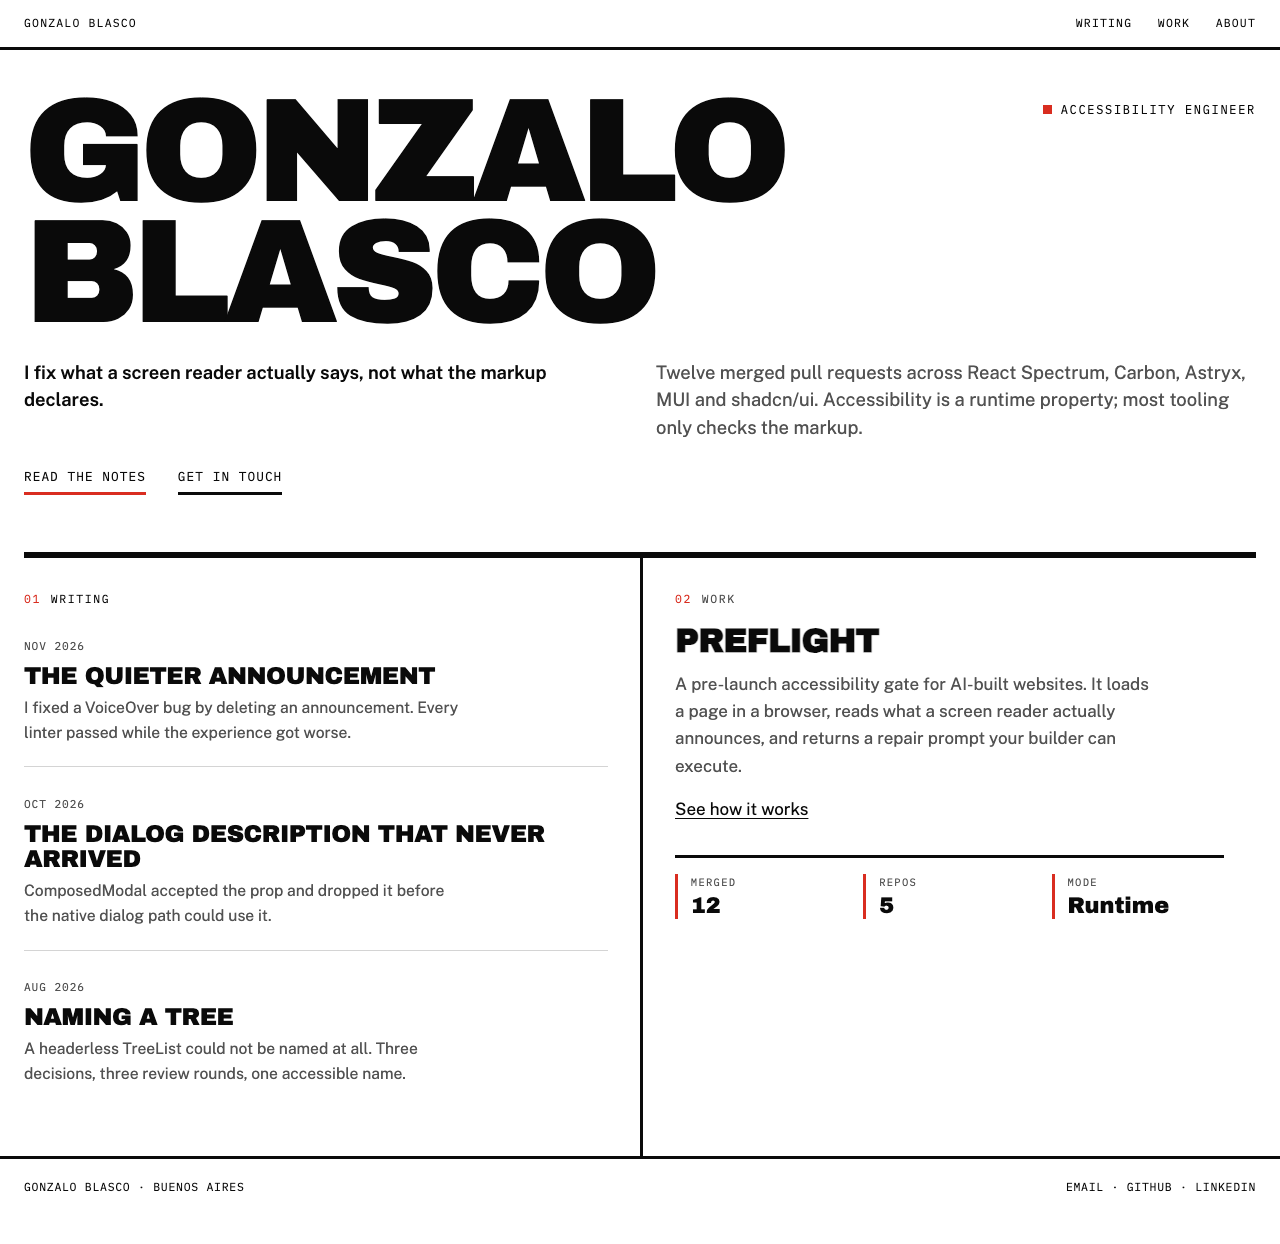 GONZALO BLASCO
WRITING WORK ABOUT
GONZALO
BLASCO
ACCESSIBILITY ENGINEER
I fix what a screen reader actually says, not what the markup
declares.
Twelve merged pull requests across React Spectrum, Carbon, Astryx,
MUI and shadcn/ui. Accessibility is a runtime property; most tooling
only checks the markup.
READ THE NOTES GET IN TOUCH
01 WRITING
NOV 2026
THE QUIETER ANNOUNCEMENT
I fixed a VoiceOver bug by deleting an announcement. Every
linter passed while the experience got worse.
OCT 2026
THE DIALOG DESCRIPTION THAT NEVER
ARRIVED
ComposedModal accepted the prop and dropped it before
the native dialog path could use it.
AUG 2026
NAMING A TREE
A headerless TreeList could not be named at all. Three
decisions, three review rounds, one accessible name.
02 WORK
PREFLIGHT
A pre-launch accessibility gate for AI-built websites. It loads
a page in a browser, reads what a screen reader actually
announces, and returns a repair prompt your builder can
execute.
See how it works
MERGED
12
REPOS
5
MODE
Runtime
GONZALO BLASCO · BUENOS AIRES
EMAIL · GITHUB · LINKEDIN